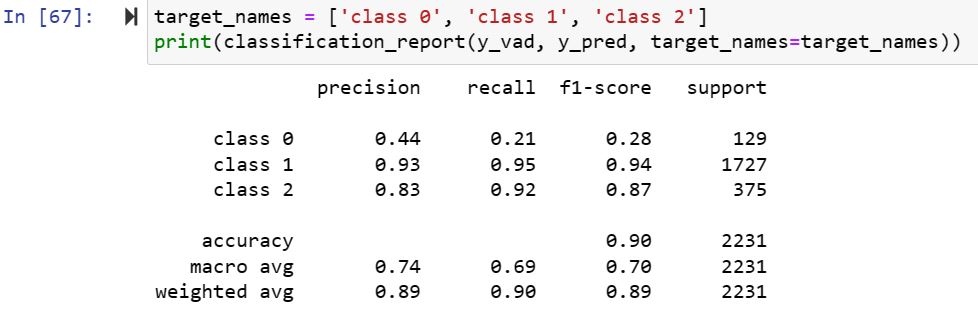 In [67]: target_names = ['class 0', 'class 1', 'class 2']
print(classification_report(y_vad, y_pred, target_names=target_names))
precision recall f1-score support
class 0 0.44 0.21 0.28 129
class 1 0.93 0.95 0.94 1727
class 2 0.83 0.92 0.87 375
accuracy 0.90 2231
macro avg 0.74 0.69 0.70 2231
weighted avg 0.89 0.90 0.89 2231